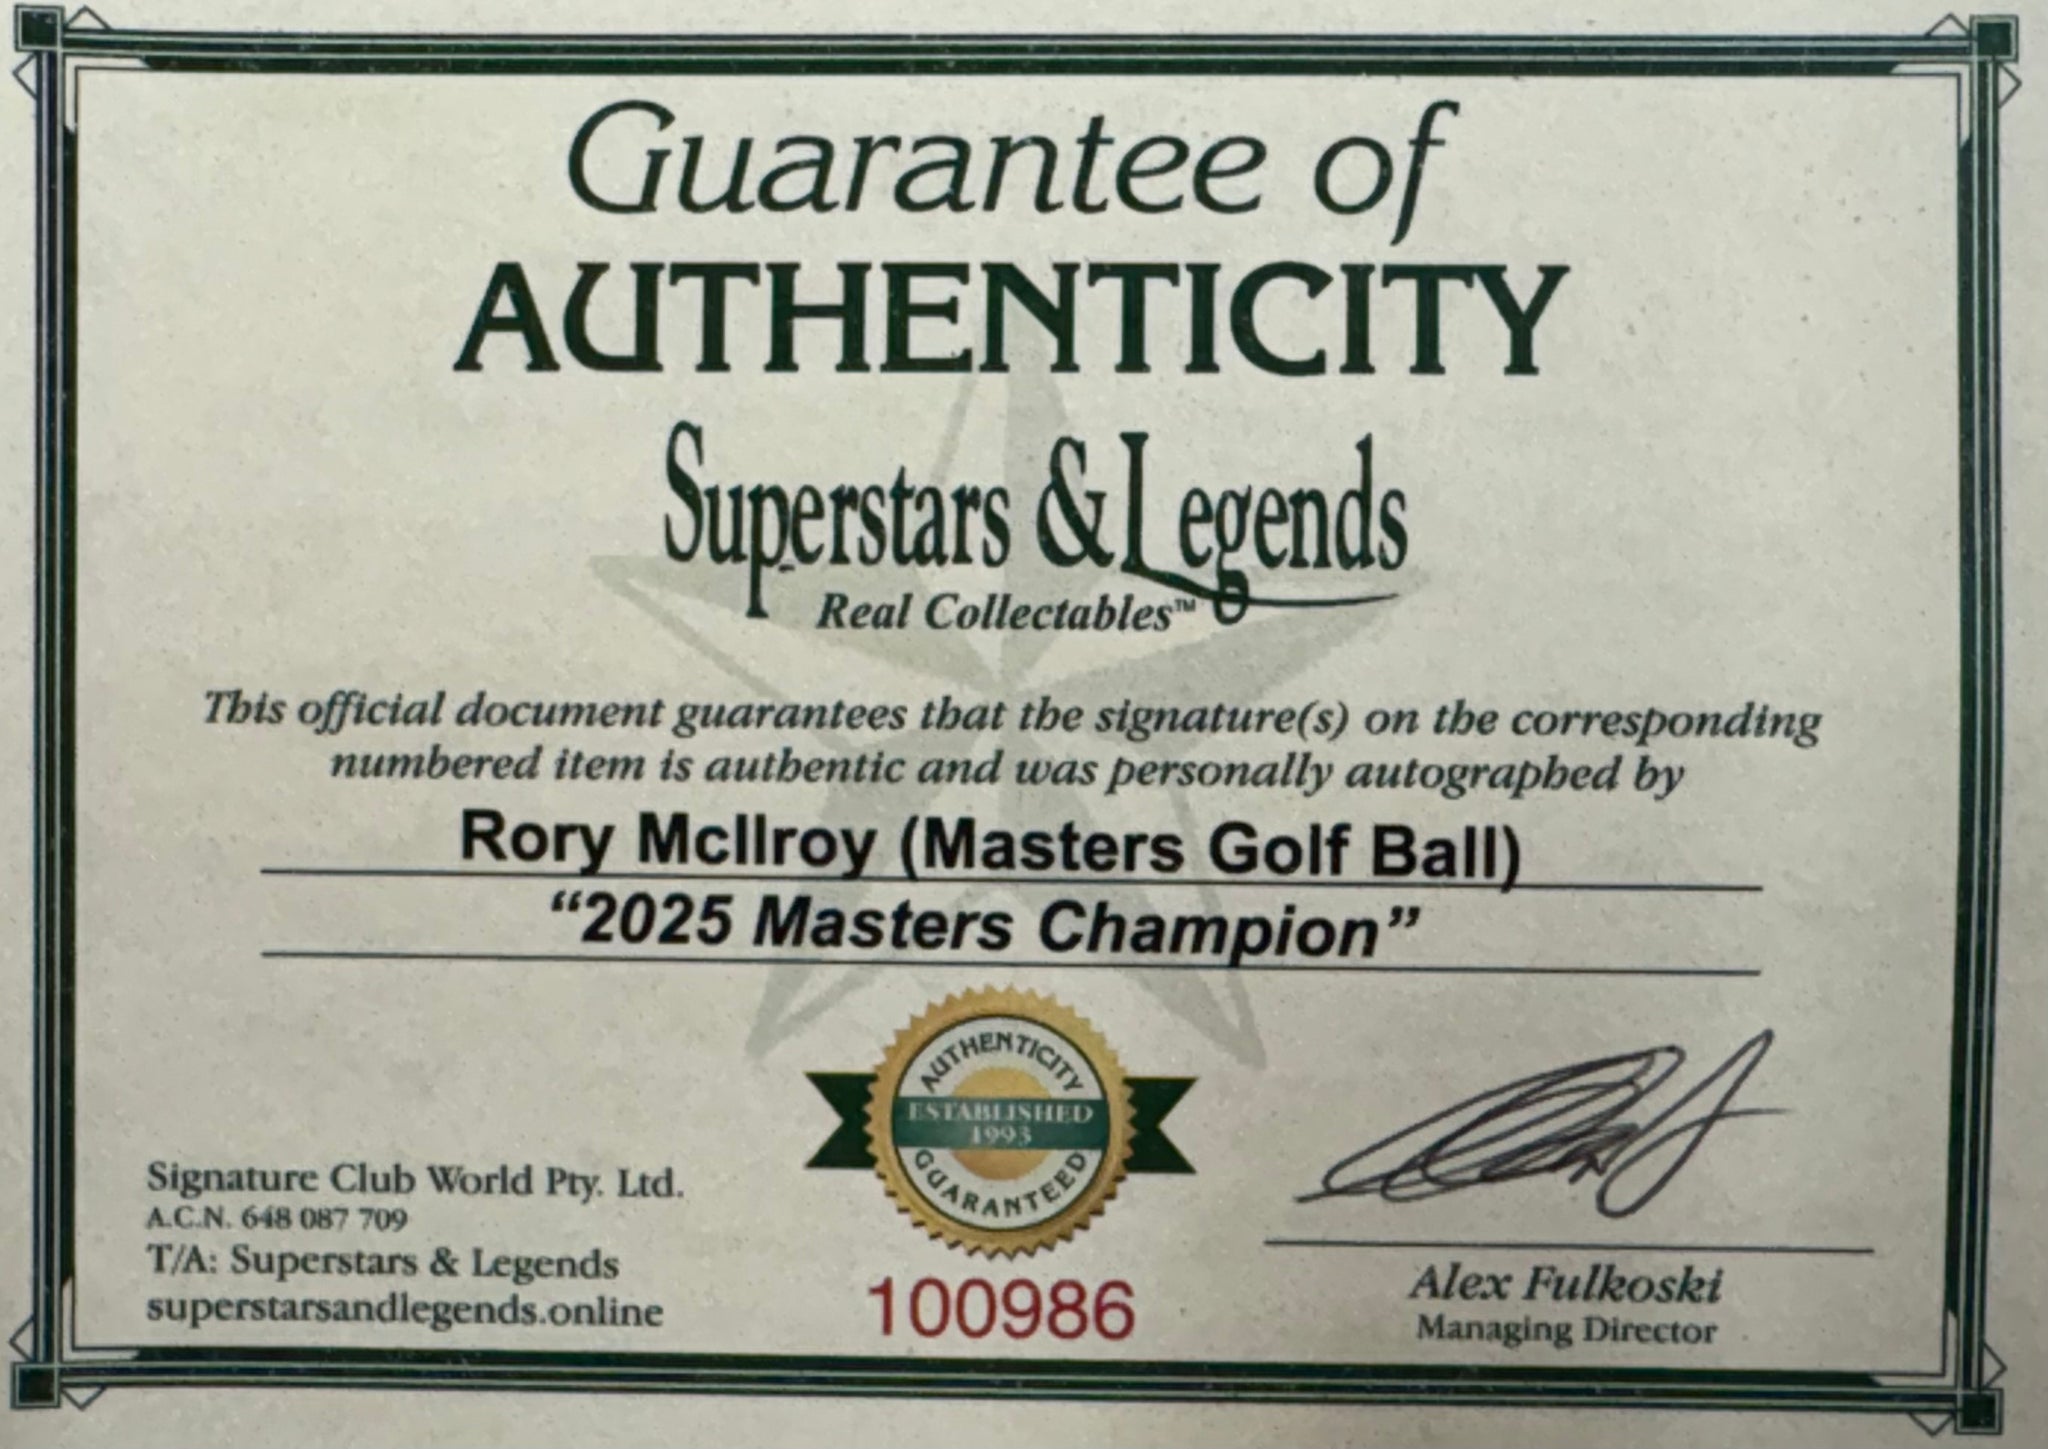 Guarantee of
AUTHENTICITY
Superstars & Legends
Real Collectables™
This official document guarantees that the signature(s) on the corresponding
numbered item is authentic and was personally autographed by
Rory McIlroy (Masters Golf Ball)
“2025 Masters Champion”
AUTHENTICITY
ESTABLISHED
1993
GUARANTEED
100986
Signature Club World Pty. Ltd.
A.C.N. 648 087 709
T/A: Superstars & Legends
superstarsandlegends.online
Alex Fulkoski
Managing Director